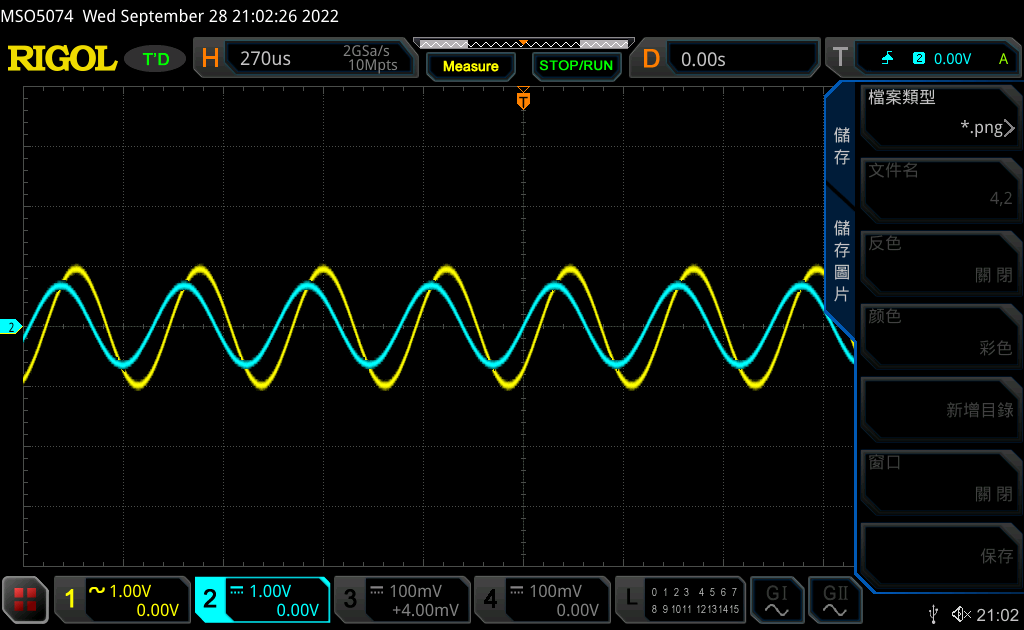 MSO5074 Wed September 28 21:02:26 2022
RIGOL T'D H 270us 2GSa/s 10Mpts Measure STOP/RUN D 0.00s T 2 0.00V A
T
2
儲存
儲存圖片
檔案類型
*.png
文件名
4,2
反色
關 閉
颜色
彩色
新增目錄
窗口
關 閉
保存
1 1.00V 0.00V
2 1.00V 0.00V
3 100mV +4.00mV
4 100mV 0.00V
L 0 1 2 3 4 5 6 7
8 9 10 11 12 13 14 15
GI
GII
21:02